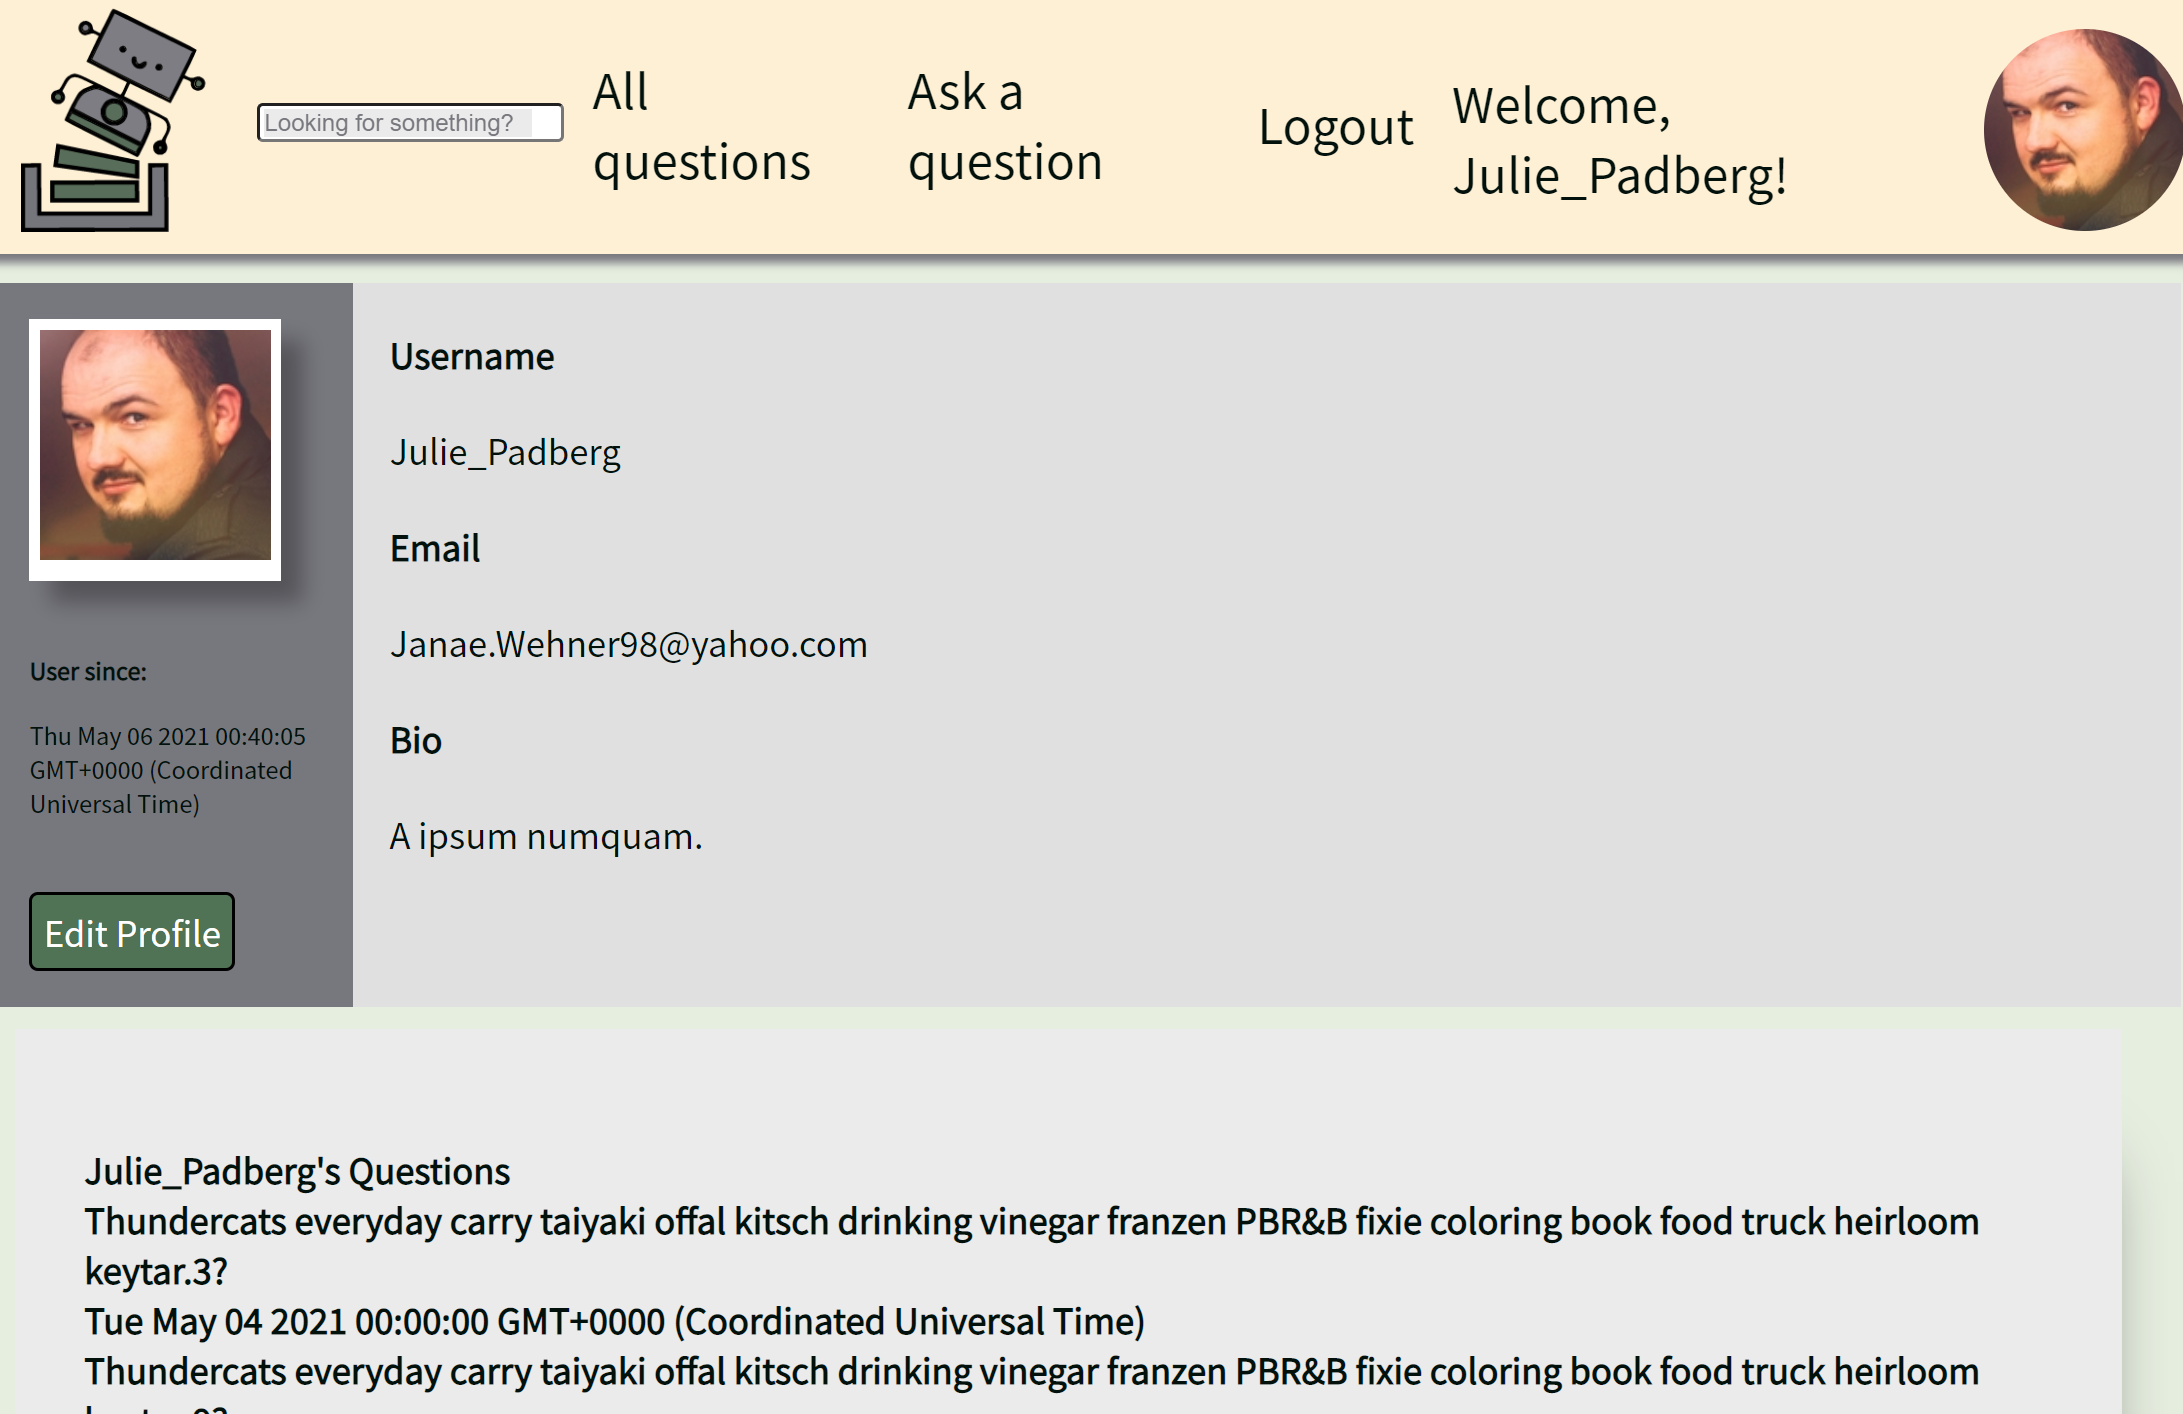 Looking for something?
All
questions
Ask a
question
Logout
Welcome,
Julie_Padberg!
User since:
Thu May 06 2021 00:40:05
GMT+0000 (Coordinated
Universal Time)
Edit Profile
Username
Julie_Padberg
Email
Janae.Wehner98@yahoo.com
Bio
A ipsum numquam.
Julie_Padberg's Questions
Thundercats everyday carry taiyaki offal kitsch drinking vinegar franzen PBR&B fixie coloring book food truck heirloom
keytar.3?
Tue May 04 2021 00:00:00 GMT+0000 (Coordinated Universal Time)
Thundercats everyday carry taiyaki offal kitsch drinking vinegar franzen PBR&B fixie coloring book food truck heirloom